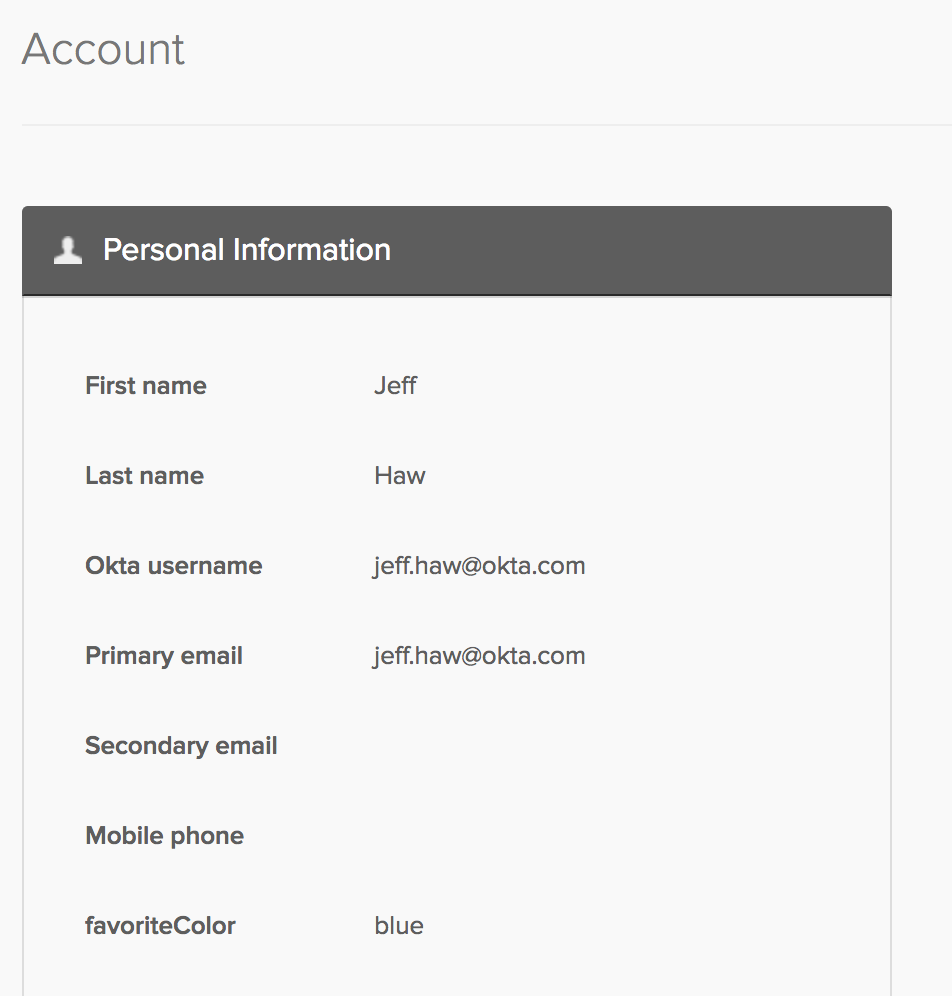 Account
Personal Information
First name Jeff
Last name Haw
Okta username jeff.haw@okta.com
Primary email jeff.haw@okta.com
Secondary email
Mobile phone
favoriteColor blue